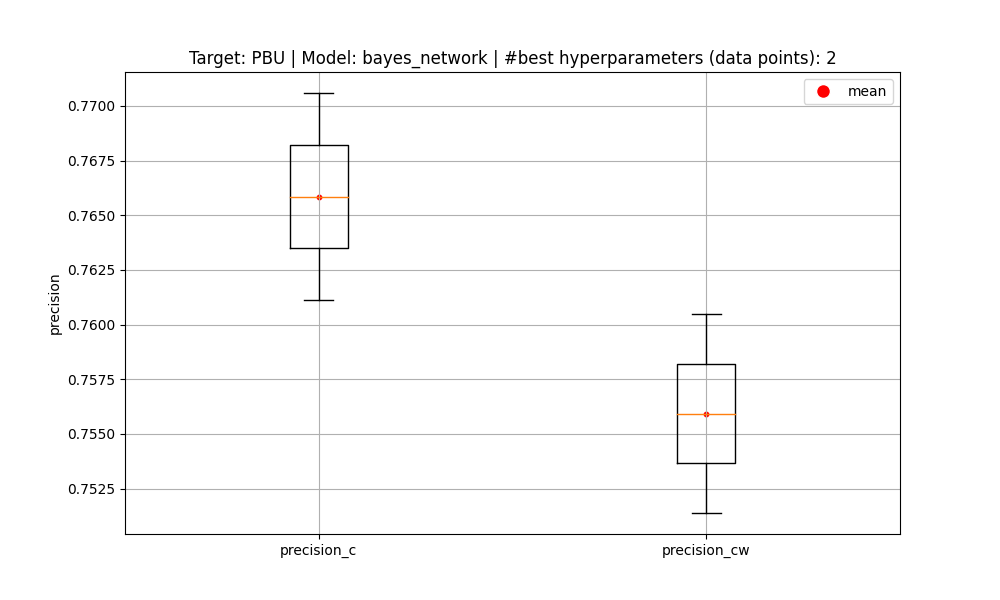 Target: PBU | Model: bayes_network | #best hyperparameters (data points): 2
mean
0.7700
0.7675
0.7650
0.7625
0.7600
0.7575
0.7550
0.7525
precision
precision_c
precision_cw